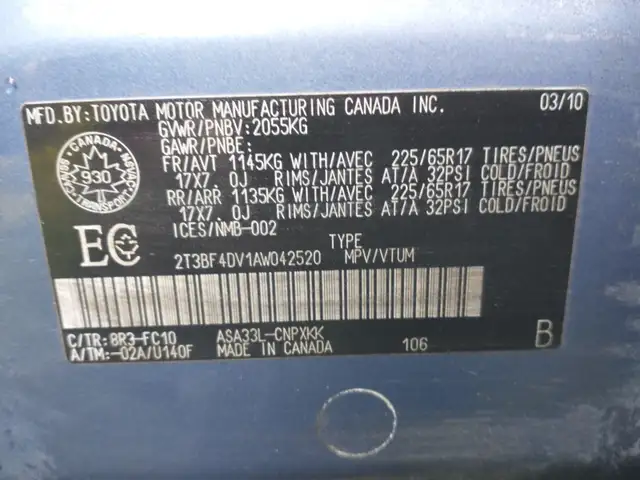 MFD.BY:TOYOTA MOTOR MANUFACTURING CANADA INC. 03/10
GVWR/PNBV:2055KG
GAWR/PNBE:
FR/AVT 1145KG WITH/AVEC 225/65R17 TIRES/PNEUS
17X7.0J RIMS/JANTES AT/A 32PSI COLD/FROID
RR/ARR 1135KG WITH/AVEC 225/65R17 TIRES/PNEUS
17X7.0J RIMS/JANTES AT/A 32PSI COLD/FROID
ICES/NMB-002
CANADA
930
TRANSPORT
EC
TYPE
2T3BF4DV1AW042520 MPV/VTUM
C/TR: 8R3-FC10 ASA33L-CNPXKK
A/TM:-02A/U140F MADE IN CANADA 106 B